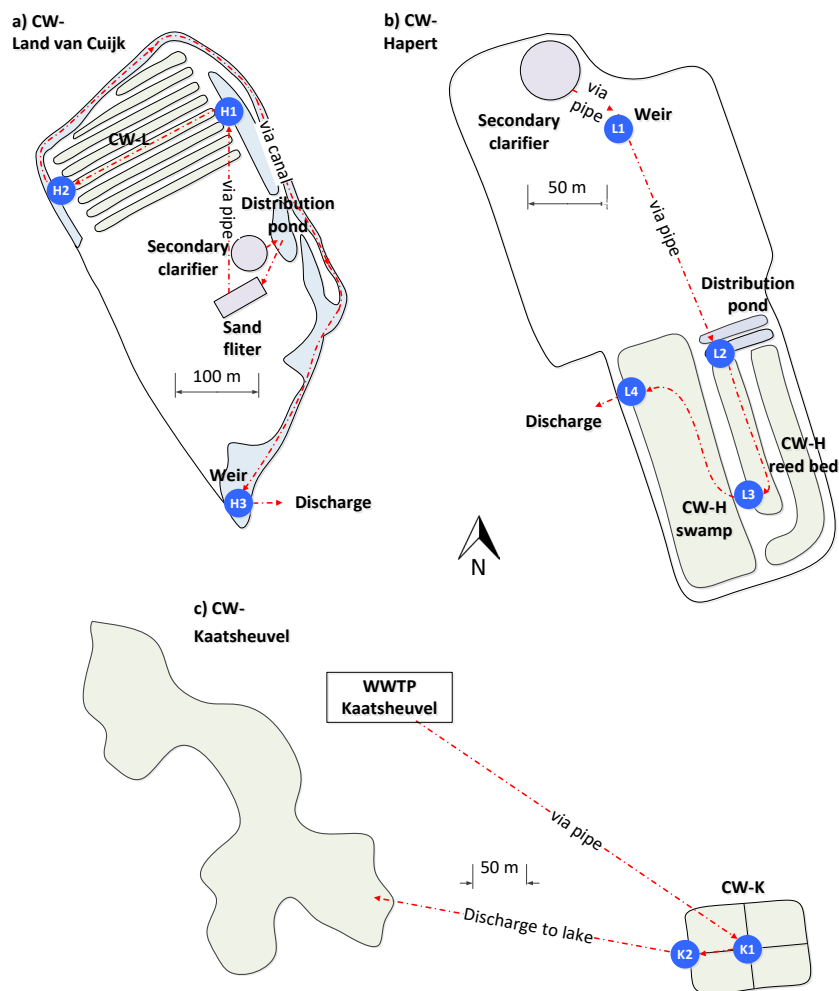 a) CW-
Land van Cuijk
H1
CW-L
H2
via canal
via pipe
Distribution
pond
Secondary
clarifier
Sand
fliter
100 m
Weir
H3
Discharge
b) CW-
Hapert
via
pipe
Weir
L1
Secondary
clarifier
50 m
via pipe
Distribution
pond
L2
L4
Discharge
CW-H
reed bed
L3
CW-H
swamp
N
c) CW-
Kaatsheuvel
WWTP
Kaatsheuvel
via pipe
50 m
CW-K
Discharge to lake
K2
K1